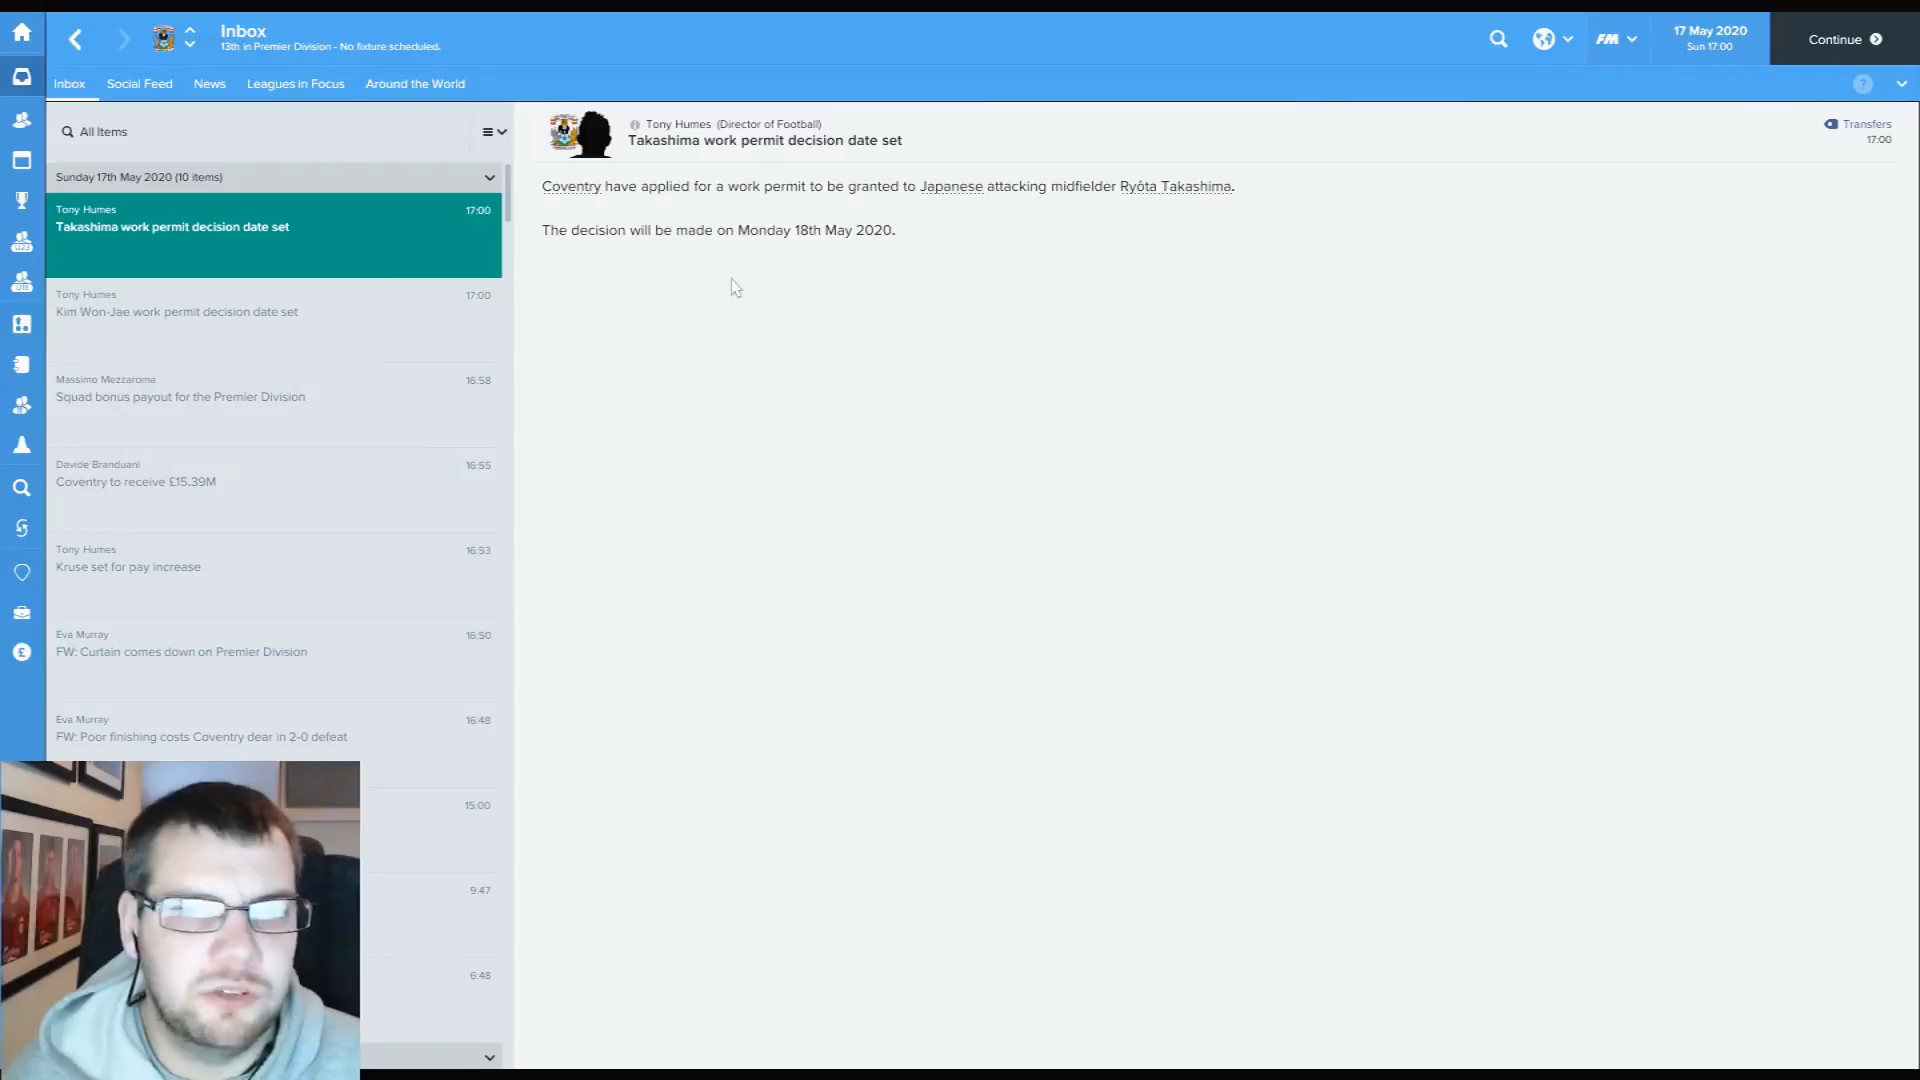 Inbox
13th in Premier Division - No fixture scheduled.
FM
17 May 2020
Sun 17:00
Continue
Inbox Social Feed News Leagues in Focus Around the World
?
All Items
Sunday 17th May 2020 (10 items)
Tony Humes 17:00
Takashima work permit decision date set
Tony Humes 17:00
Kim Won-Jae work permit decision date set
Massimo Mezzaroma 16:58
Squad bonus payout for the Premier Division
Davide Branduani 16:55
Coventry to receive £15.39M
Tony Humes 16:53
Kruse set for pay increase
Eva Murray 16:50
FW: Curtain comes down on Premier Division
Eva Murray 16:48
FW: Poor finishing costs Coventry dear in 2-0 defeat
15:00
9:47
6:48
Tony Humes (Director of Football)
Takashima work permit decision date set
Transfers
17:00
Coventry have applied for a work permit to be granted to Japanese attacking midfielder Ryôta Takashima.
The decision will be made on Monday 18th May 2020.
U23
U18
£